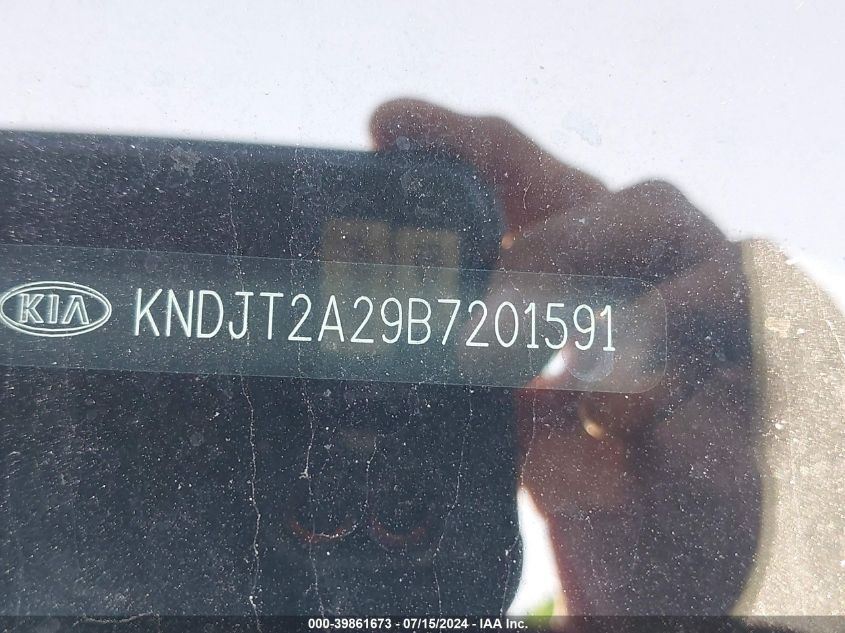 KIA KNDJT2A29B7201591
000-39861673 - 07/15/2024 - IAA Inc.